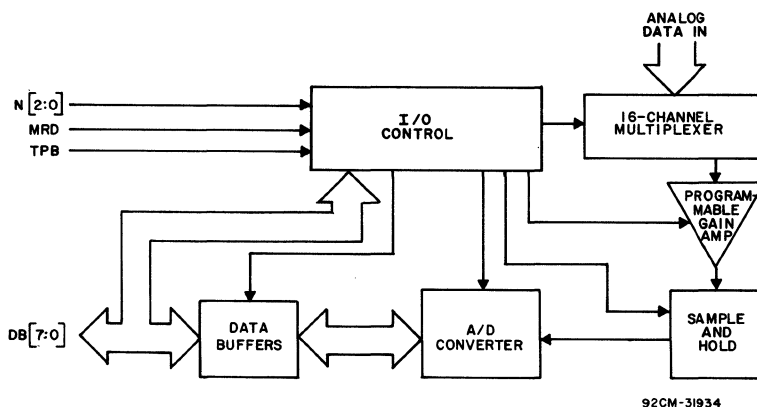 ANALOG
DATA IN
N [2:0]
MRD
TPB
I/O
CONTROL
16-CHANNEL
MULTIPLEXER
PROGRAM-
MABLE
GAIN
AMP
DB [7:0]
DATA
BUFFERS
A/D
CONVERTER
SAMPLE
AND
HOLD
92CM-31934